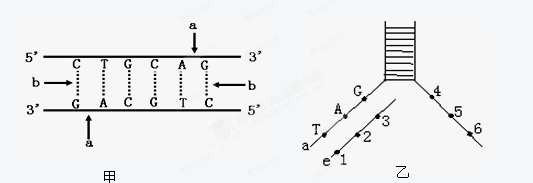 a
5' C T G C A G 3'
b b
3' G A C G T C 5'
a
甲
G
A
T
a
3
2
e 1
4
5
6
乙